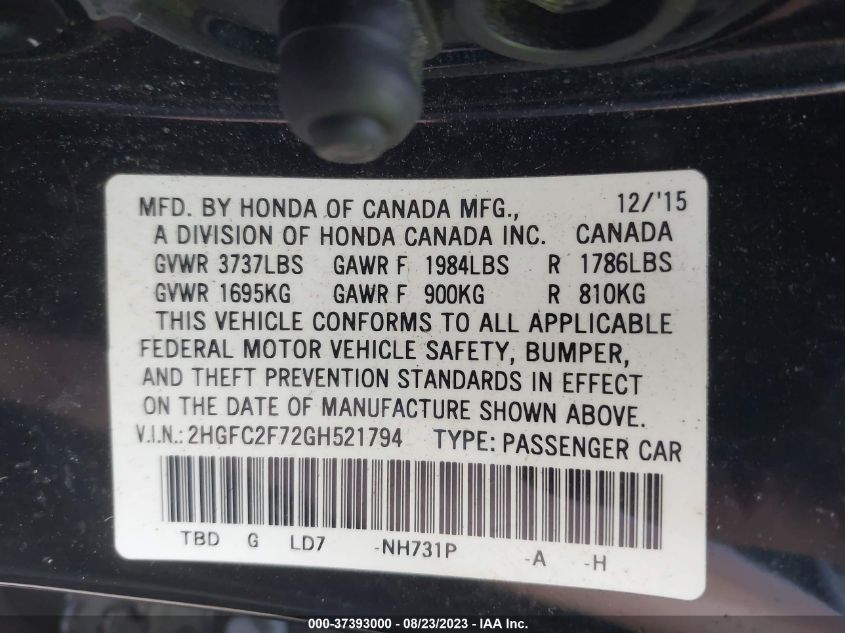 MFD. BY HONDA OF CANADA MFG., 12/'15
A DIVISION OF HONDA CANADA INC. CANADA
GVWR 3737LBS GAWR F 1984LBS R 1786LBS
GVWR 1695KG GAWR F 900KG R 810KG
THIS VEHICLE CONFORMS TO ALL APPLICABLE
FEDERAL MOTOR VEHICLE SAFETY, BUMPER,
AND THEFT PREVENTION STANDARDS IN EFFECT
ON THE DATE OF MANUFACTURE SHOWN ABOVE.
V.I.N.: 2HGFC2F72GH521794 TYPE: PASSENGER CAR
TBD G LD7 -NH731P -A -H
000-37393000 - 08/23/2023 - IAA Inc.